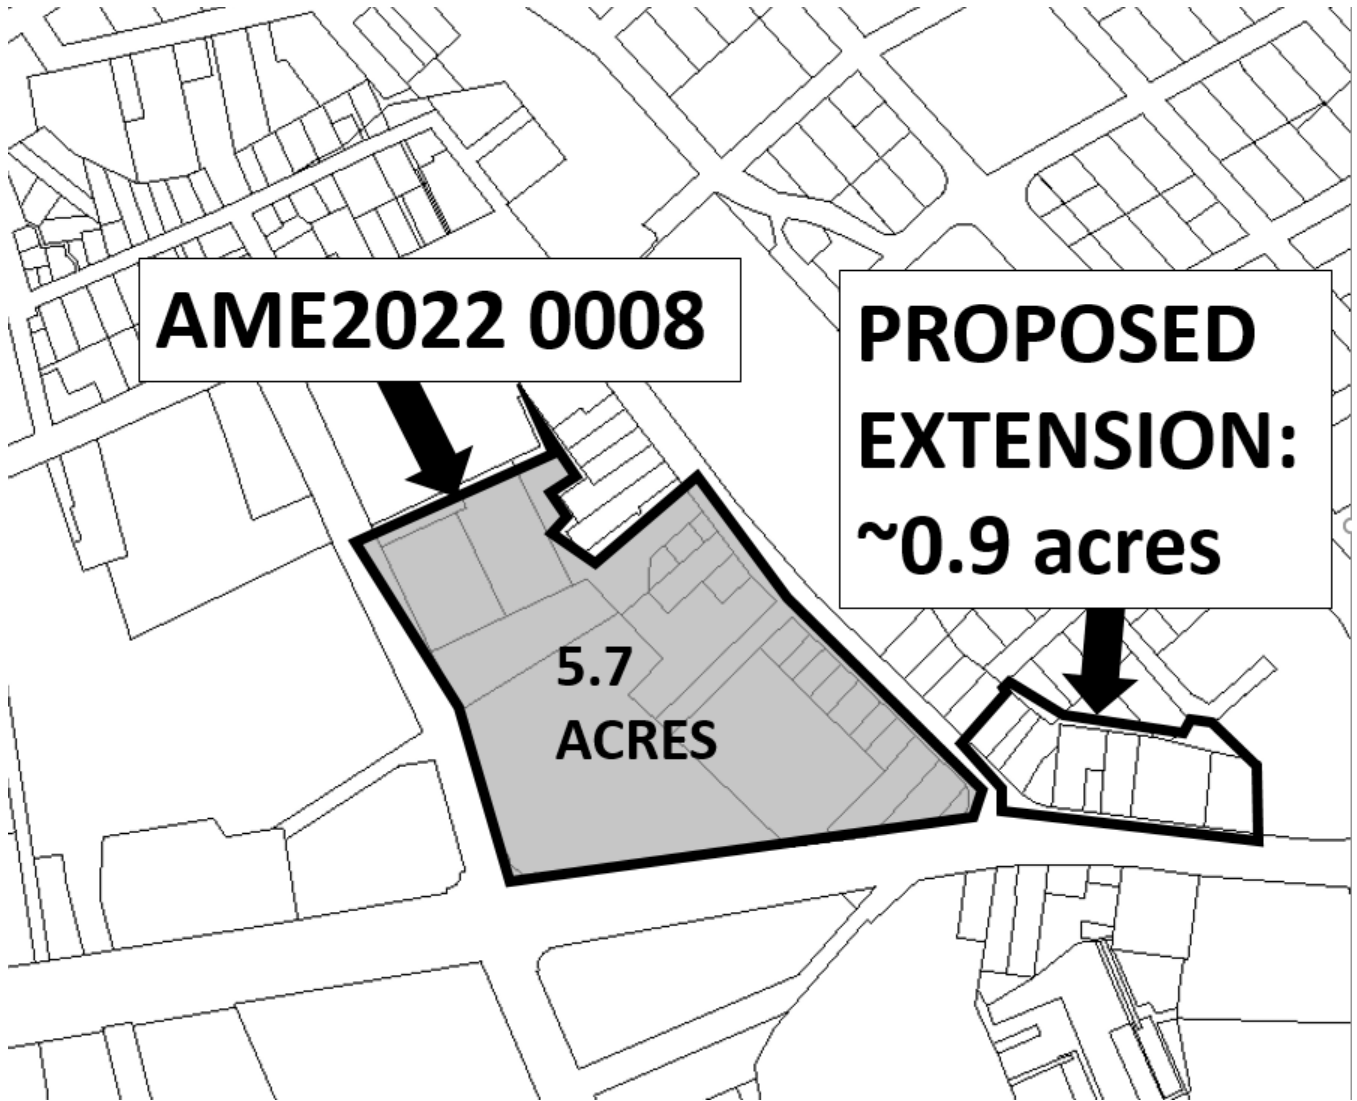 AME2022 0008
PROPOSED
EXTENSION:
~0.9 acres
5.7
ACRES